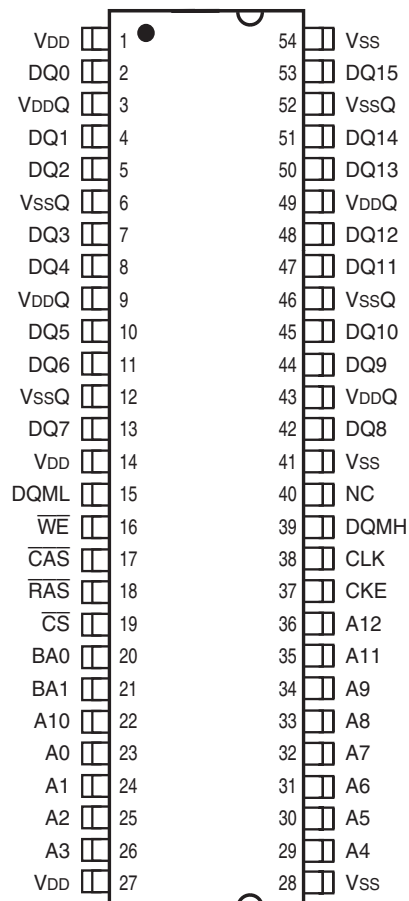 VDD 1 54 VSS
DQ0 2 53 DQ15
VDDQ 3 52 VSSQ
DQ1 4 51 DQ14
DQ2 5 50 DQ13
VSSQ 6 49 VDDQ
DQ3 7 48 DQ12
DQ4 8 47 DQ11
VDDQ 9 46 VSSQ
DQ5 10 45 DQ10
DQ6 11 44 DQ9
VSSQ 12 43 VDDQ
DQ7 13 42 DQ8
VDD 14 41 VSS
DQML 15 40 NC
W̅E̅ 16 39 DQMH
C̅A̅S̅ 17 38 CLK
R̅A̅S̅ 18 37 CKE
C̅S̅ 19 36 A12
BA0 20 35 A11
BA1 21 34 A9
A10 22 33 A8
A0 23 32 A7
A1 24 31 A6
A2 25 30 A5
A3 26 29 A4
VDD 27 28 VSS